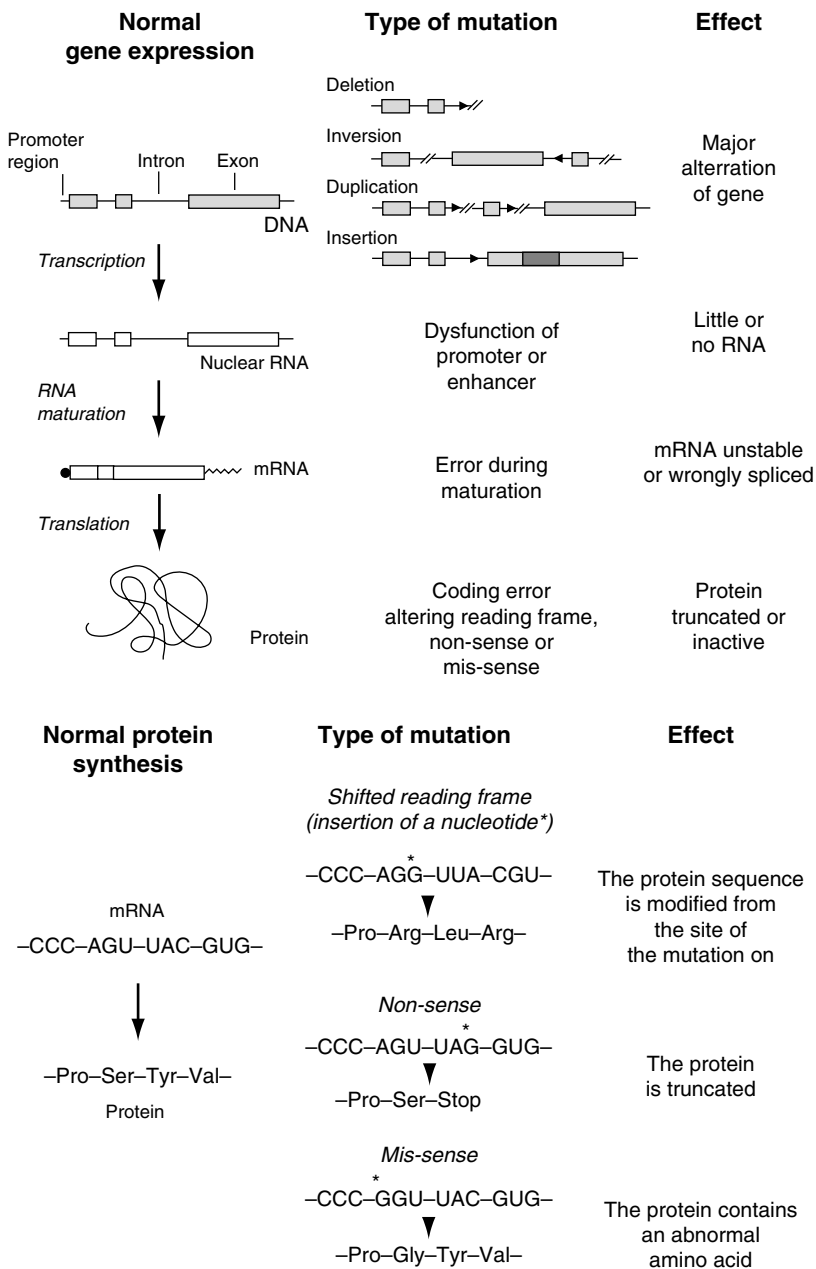 Normal
gene expression
Type of mutation
Effect
Promoter
region
Intron
Exon
DNA
Deletion
Inversion
Duplication
Insertion
Major
alterration
of gene
Transcription
Nuclear RNA
Dysfunction of
promoter or
enhancer
Little or
no RNA
RNA
maturation
mRNA
Error during
maturation
mRNA unstable
or wrongly spliced
Translation
Protein
Coding error
altering reading frame,
non-sense or
mis-sense
Protein
truncated or
inactive
Normal protein
synthesis
Type of mutation
Effect
mRNA
–CCC–AGU–UAC–GUG–
–Pro–Ser–Tyr–Val–
Protein
Shifted reading frame
(insertion of a nucleotide*)
*
–CCC–AGG–UUA–CGU–
–Pro–Arg–Leu–Arg–
The protein sequence
is modified from
the site of
the mutation on
Non-sense
*
–CCC–AGU–UAG–GUG–
–Pro–Ser–Stop
The protein
is truncated
Mis-sense
*
–CCC–GGU–UAC–GUG–
–Pro–Gly–Tyr–Val–
The protein contains
an abnormal
amino acid